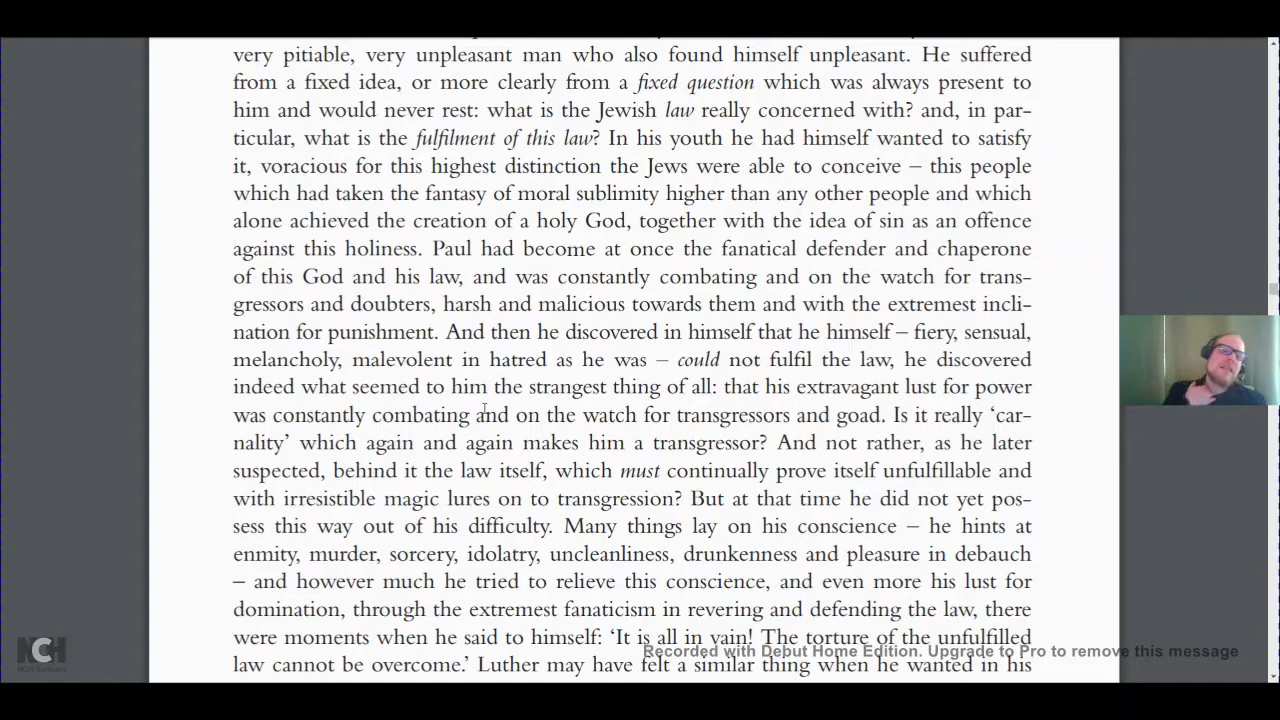 very pitiable, very unpleasant man who also found himself unpleasant. He suffered
from a fixed idea, or more clearly from a fixed question which was always present to
him and would never rest: what is the Jewish law really concerned with? and, in par-
ticular, what is the fulfilment of this law? In his youth he had himself wanted to satisfy
it, voracious for this highest distinction the Jews were able to conceive – this people
which had taken the fantasy of moral sublimity higher than any other people and which
alone achieved the creation of a holy God, together with the idea of sin as an offence
against this holiness. Paul had become at once the fanatical defender and chaperone
of this God and his law, and was constantly combating and on the watch for trans-
gressors and doubters, harsh and malicious towards them and with the extremest incli-
nation for punishment. And then he discovered in himself that he himself – fiery, sensual,
melancholy, malevolent in hatred as he was – could not fulfil the law, he discovered
indeed what seemed to him the strangest thing of all: that his extravagant lust for power
was constantly combating and on the watch for transgressors and goad. Is it really ‘car-
nality’ which again and again makes him a transgressor? And not rather, as he later
suspected, behind it the law itself, which must continually prove itself unfulfillable and
with irresistible magic lures on to transgression? But at that time he did not yet pos-
sess this way out of his difficulty. Many things lay on his conscience – he hints at
enmity, murder, sorcery, idolatry, uncleanliness, drunkenness and pleasure in debauch
– and however much he tried to relieve this conscience, and even more his lust for
domination, through the extremest fanaticism in revering and defending the law, there
were moments when he said to himself: ‘It is all in vain! The torture of the unfulfilled
law cannot be overcome.’ Luther may have felt a similar thing when he wanted in his
Recorded with Debut Home Edition. Upgrade to Pro to remove this message
NCH